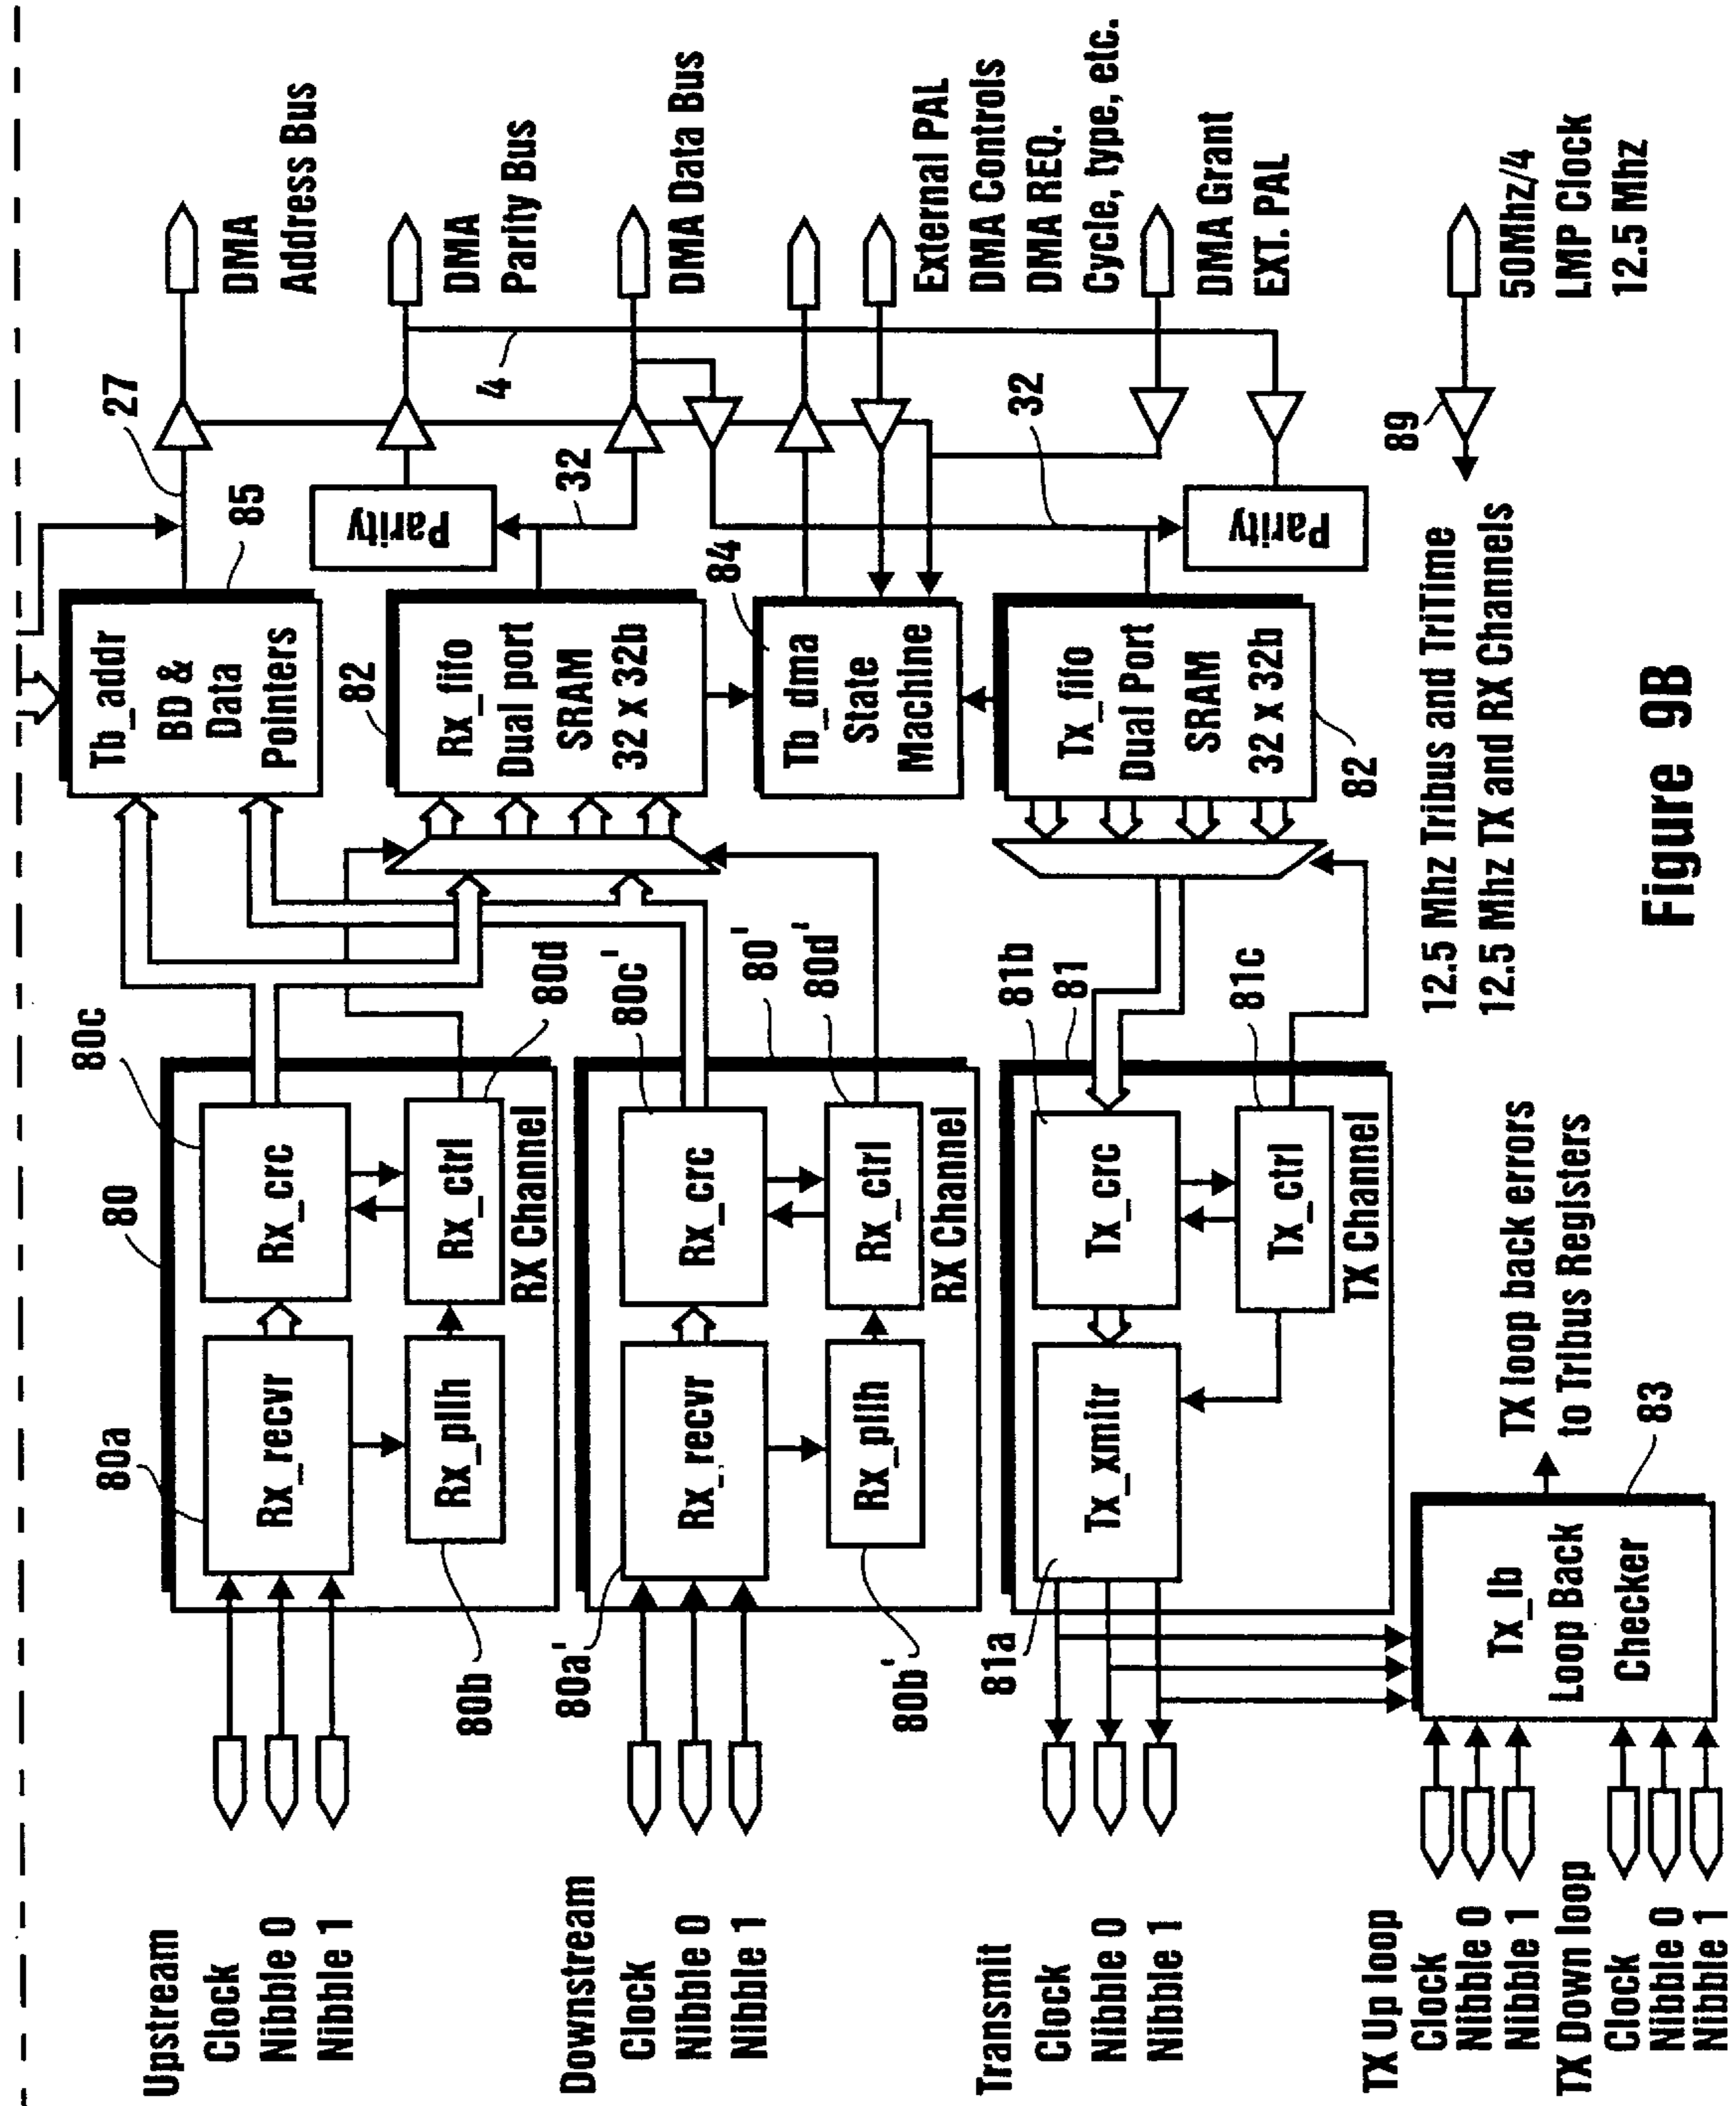 Upstream
Clock
Nibble 0
Nibble 1
80a
Rx_recvr
80b
Rx_pllh
80
80c
Rx_crc
80d
Rx_ctrl
RX Channel
Tb_addr
BD &
Data
Pointers
85
27
DMA
Address Bus
82
Rx_fifo
Dual port
SRAM
32 x 32b
Parity
32
4
DMA
Parity Bus
DMA Data Bus
Downstream
Clock
Nibble 0
Nibble 1
80a'
Rx_recvr
80b'
Rx_pllh
80c'
Rx_crc
80'
80d'
Rx_ctrl
RX Channel
84
Tb_dma
State
Machine
External PAL
DMA Controls
DMA REQ.
Cycle, type, etc.
DMA Grant
EXT. PAL
Transmit
Clock
Nibble 0
Nibble 1
81a
Tx_xmitr
81b
81
Tx_crc
81c
Tx_ctrl
TX Channel
Tx_fifo
Dual Port
SRAM
32 x 32b
82
32
Parity
89
50Mhz/4
LMP Clock
12.5 Mhz
TX Up loop
Clock
Nibble 0
Nibble 1
TX Down loop
Clock
Nibble 0
Nibble 1
Tx_lb
Loop Back
Checker
83
TX loop back errors
to Tribus Registers
12.5 Mhz Tribus and TriTime
12.5 Mhz TX and RX Channels
Figure 9B